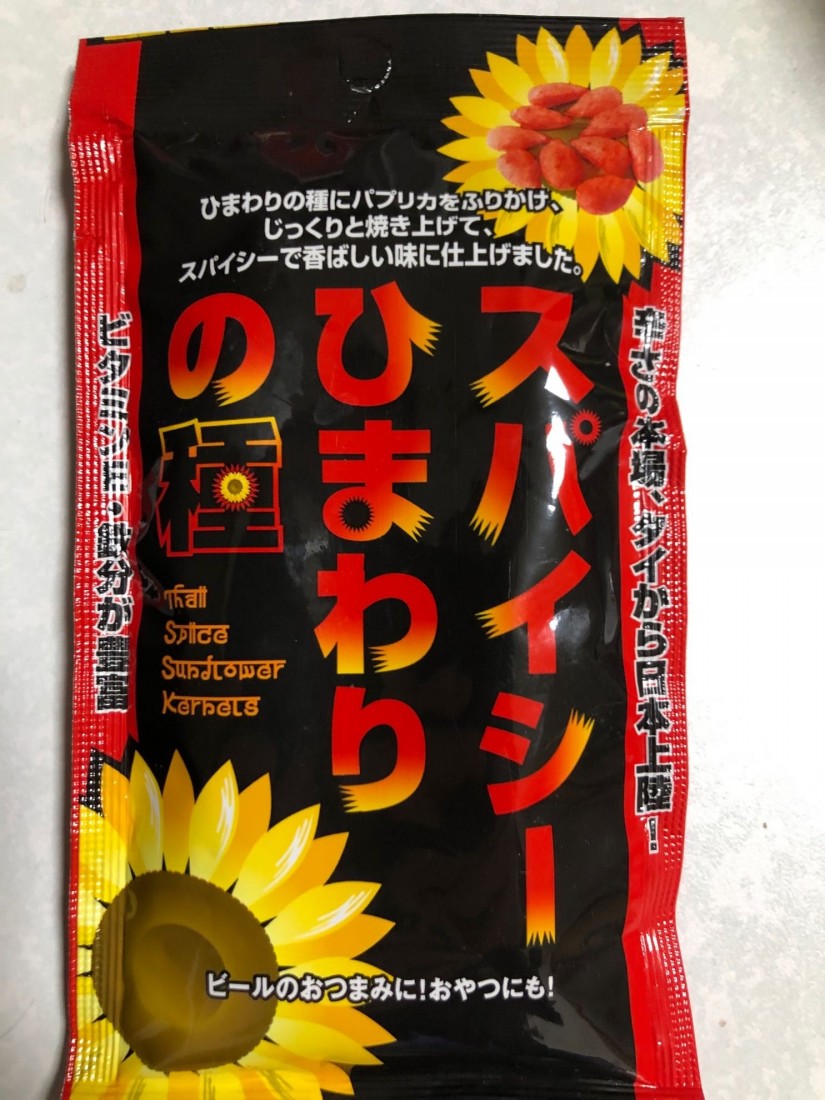 ひまわりの種にパプリカをふりかけ、
じっくりと焼き上げて、
スパイシーで香ばしい味に仕上げました。
スパイシー
ひまわり
の種
Thai
Spice
Sunflower
Kernels
辛さの本場、タイから日本上陸!
ビタミンE・鉄分が豊富
ビールのおつまみに!おやつにも!